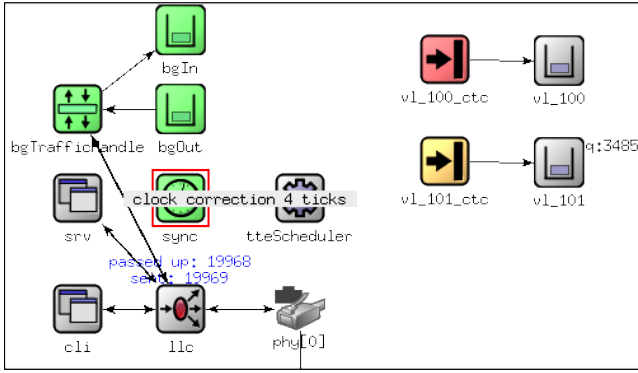 bgIn
vl_100_ctc
vl_100
bgTrafficHandle
bgOut
q:3485
vl_101_ctc
vl_101
clock correction 4 ticks
srv
sync
tteScheduler
passed up: 19968
sent: 19969
cli
llc
phy[0]